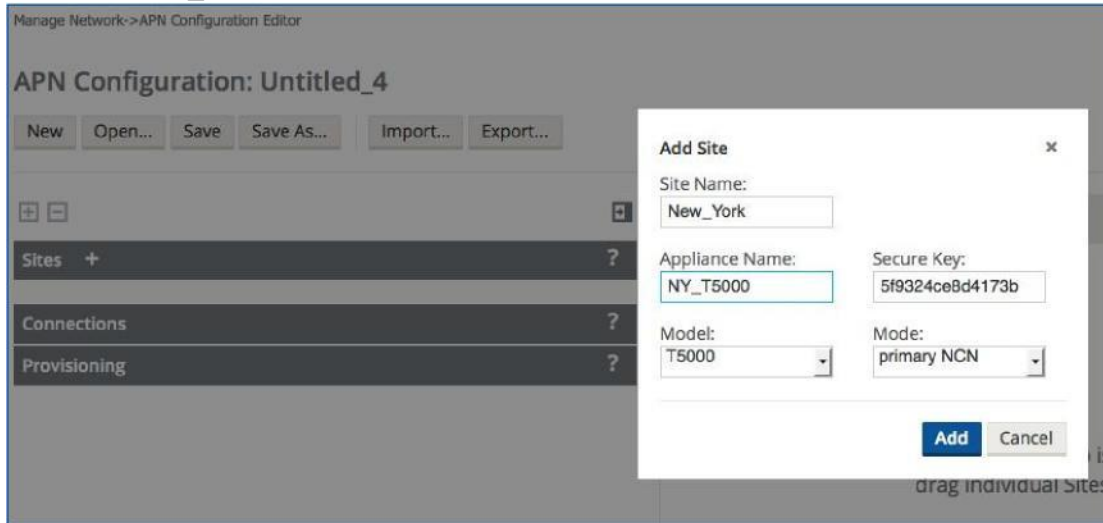 Manage Network->APN Configuration Editor
APN Configuration: Untitled_4
New Open... Save Save As... Import... Export...
Add Site ×
Site Name:
New_York
Sites + ?
Appliance Name: Secure Key:
NY_T5000 5f9324ce8d4173b
Connections ?
Model: Mode:
T5000 primary NCN
Provisioning ?
Add Cancel
drag individual Sites